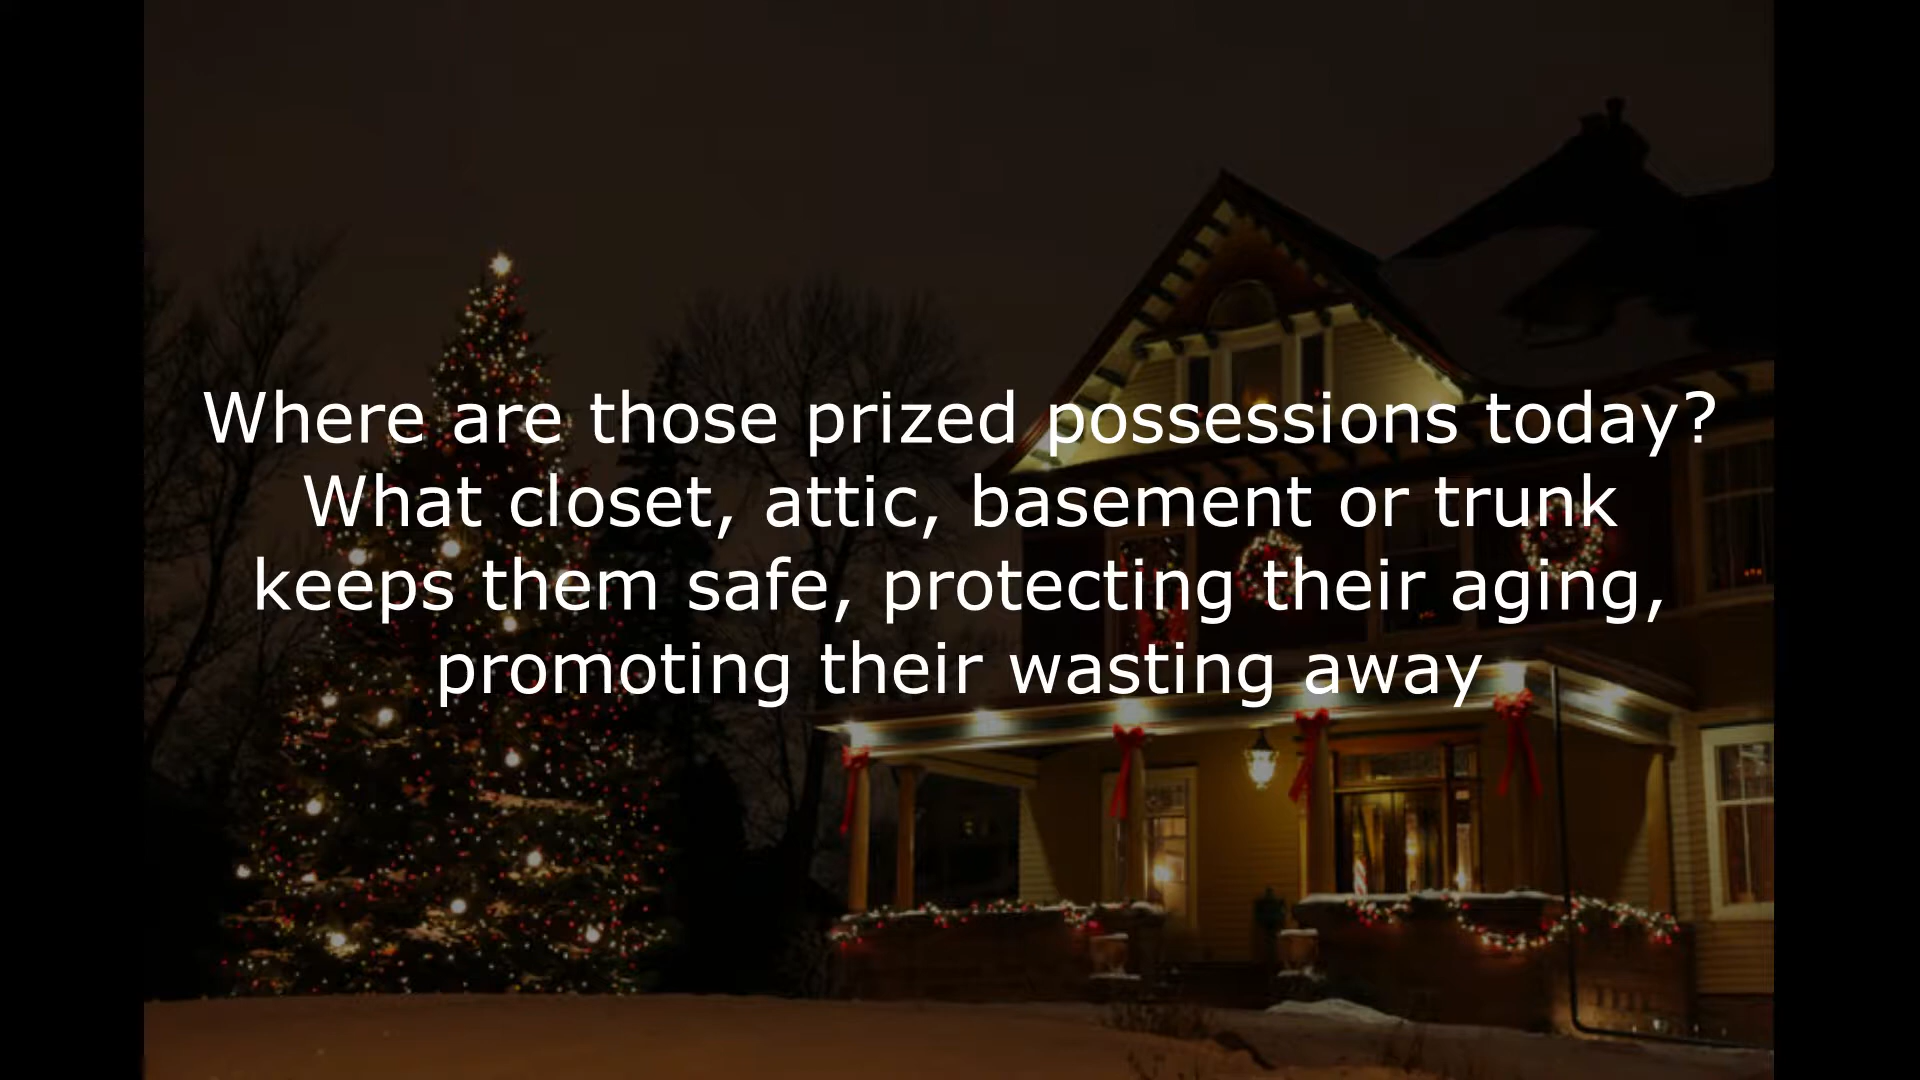 Where are those prized possessions today?
What closet, attic, basement or trunk
keeps them safe, protecting their aging,
promoting their wasting away